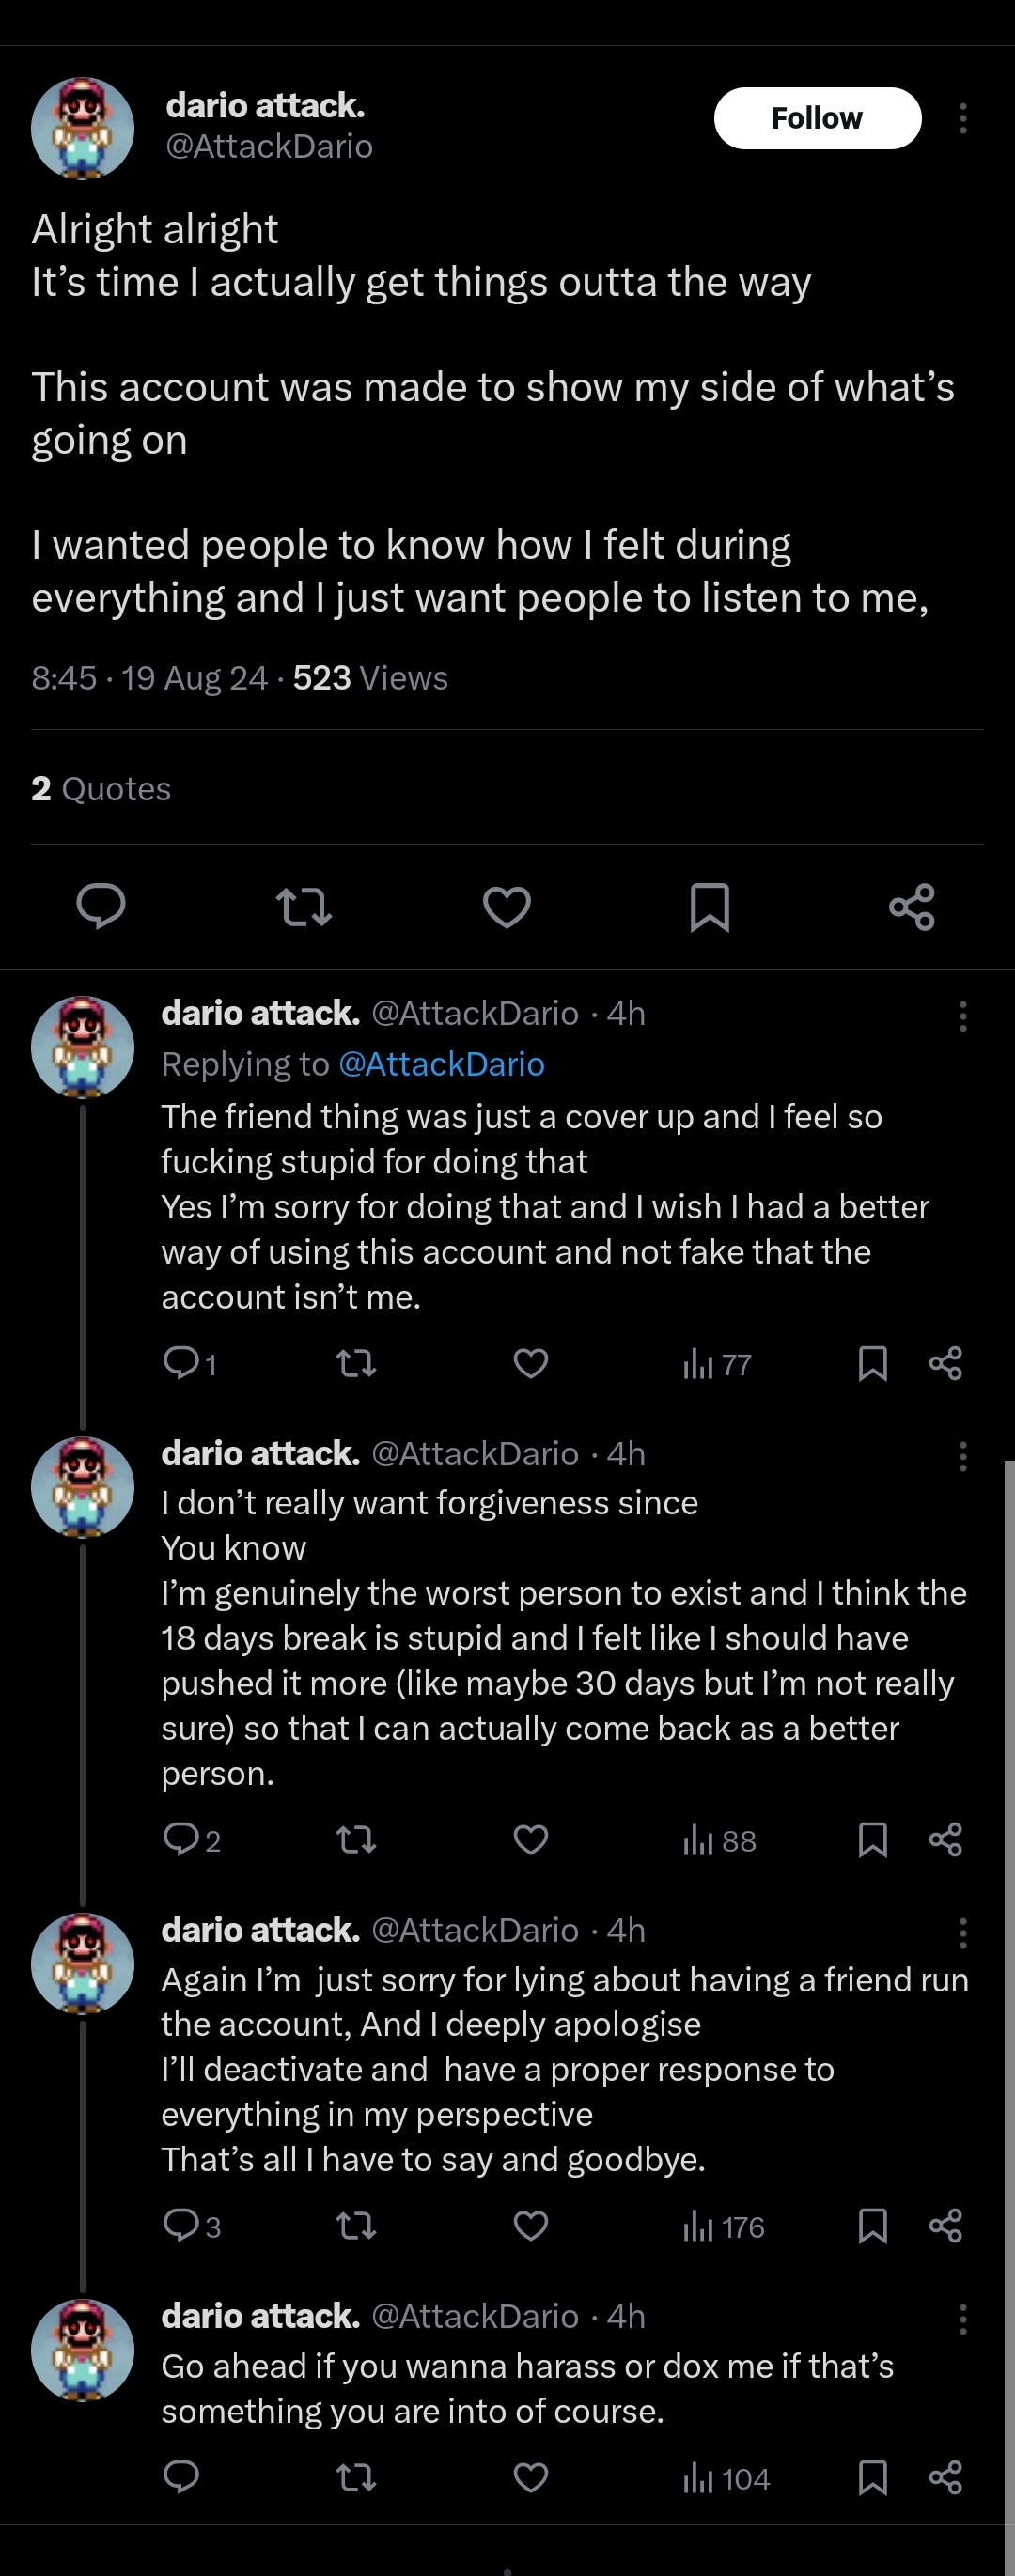 dario attack.
@AttackDario
Follow
Alright alright
It’s time I actually get things outta the way
This account was made to show my side of what’s
going on
I wanted people to know how I felt during
everything and I just want people to listen to me,
8:45 · 19 Aug 24 · 523 Views
2 Quotes
dario attack. @AttackDario · 4h
Replying to @AttackDario
The friend thing was just a cover up and I feel so
fucking stupid for doing that
Yes I’m sorry for doing that and I wish I had a better
way of using this account and not fake that the
account isn’t me.
1
77
dario attack. @AttackDario · 4h
I don’t really want forgiveness since
You know
I’m genuinely the worst person to exist and I think the
18 days break is stupid and I felt like I should have
pushed it more (like maybe 30 days but I’m not really
sure) so that I can actually come back as a better
person.
2
88
dario attack. @AttackDario · 4h
Again I’m  just sorry for lying about having a friend run
the account, And I deeply apologise
I’ll deactivate and  have a proper response to
everything in my perspective
That’s all I have to say and goodbye.
3
176
dario attack. @AttackDario · 4h
Go ahead if you wanna harass or dox me if that’s
something you are into of course.
104